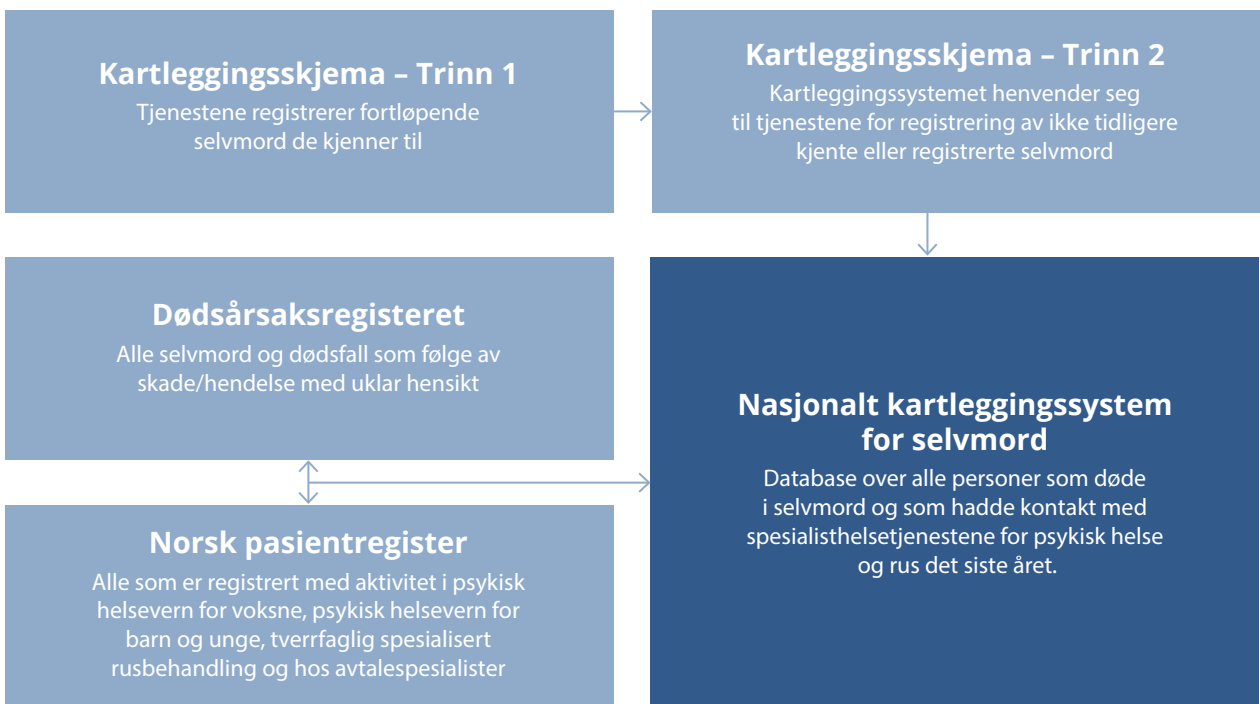 Kartleggingsskjema – Trinn 1
Tjenestene registrerer fortløpende
selvmord de kjenner til
Kartleggingsskjema – Trinn 2
Kartleggingssystemet henvender seg
til tjenestene for registrering av ikke tidligere
kjente eller registrerte selvmord
Dødsårsaksregisteret
Alle selvmord og dødsfall som følge av
skade/hendelse med uklar hensikt
Norsk pasientregister
Alle som er registrert med aktivitet i psykisk
helsevern for voksne, psykisk helsevern for
barn og unge, tverrfaglig spesialisert
rusbehandling og hos avtalespesialister
Nasjonalt kartleggingssystem
for selvmord
Database over alle personer som døde
i selvmord og som hadde kontakt med
spesialisthelsetjenestene for psykisk helse
og rus det siste året.